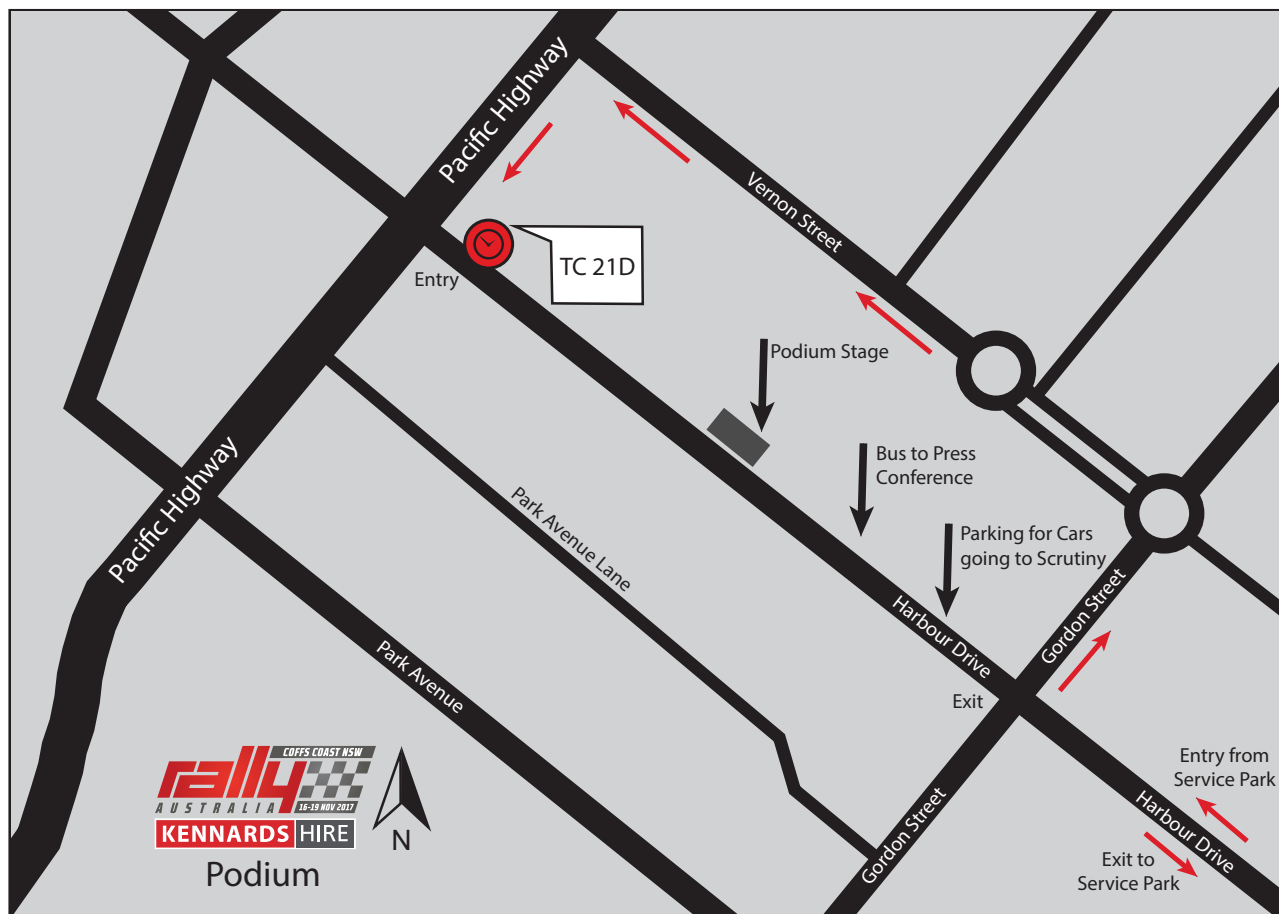 Pacific Highway
Vernon Street
TC 21D
Entry
Podium Stage
Bus to Press
Conference
Pacific Highway
Park Avenue Lane
Parking for Cars
going to Scrutiny
Gordon Street
Harbour Drive
Park Avenue
Exit
Entry from
Service Park
Harbour Drive
Gordon Street
Exit to
Service Park
COFFS COAST NSW
rally
AUSTRALIA
16-19 NOV 2017
KENNARDS HIRE
N
Podium